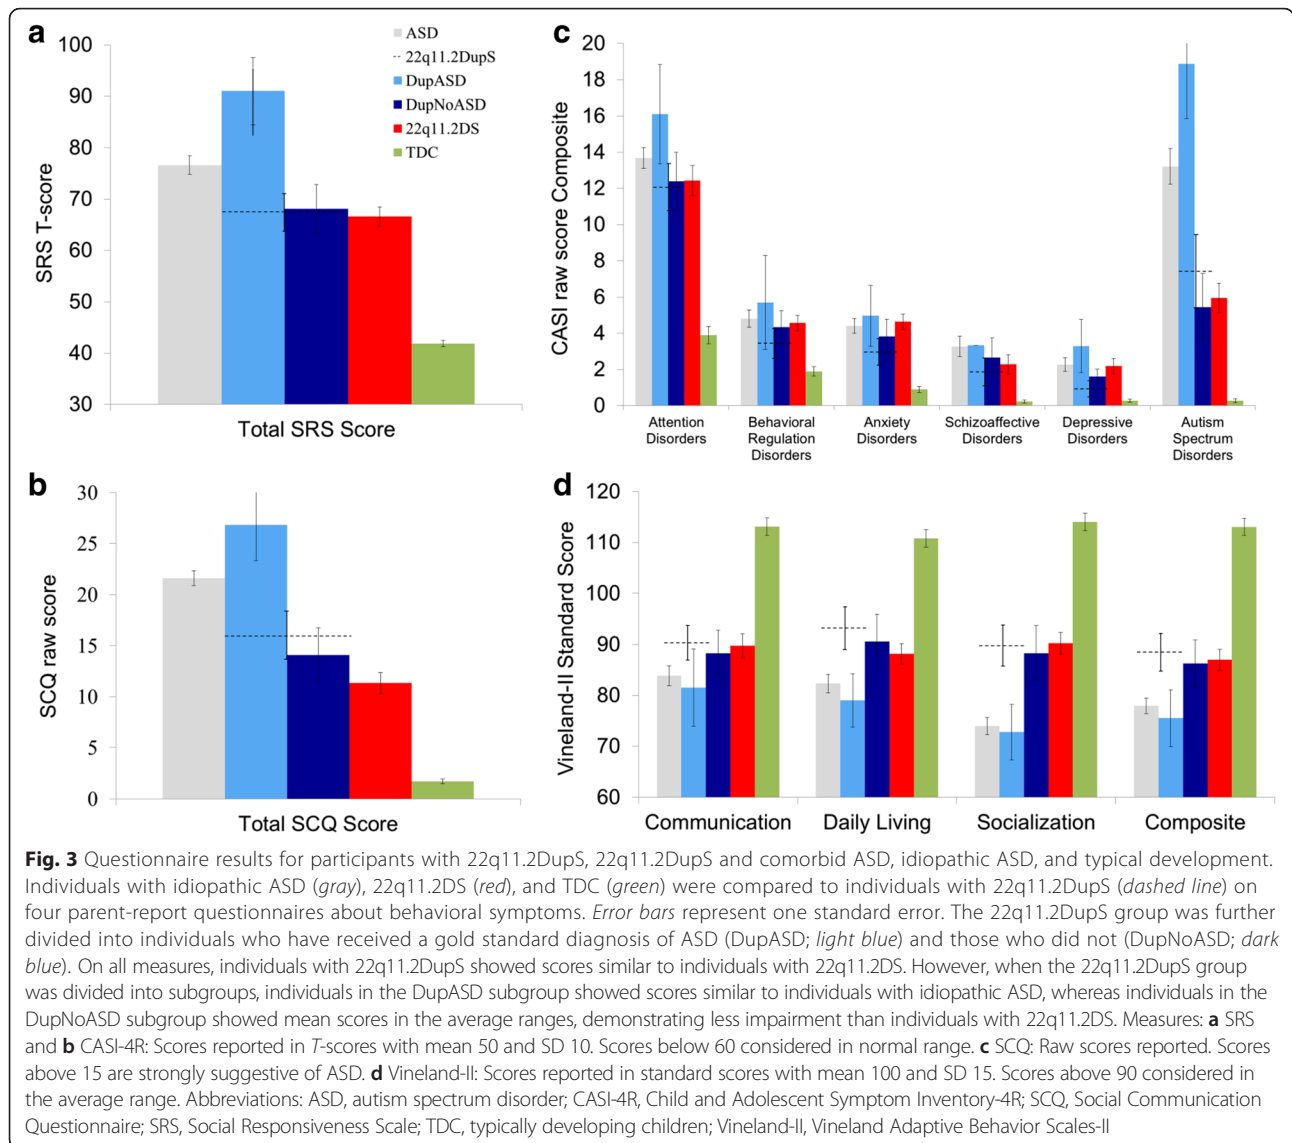 a
100
90
80
70
60
50
40
30
SRS T-score
Total SRS Score
ASD
22q11.2DupS
DupASD
DupNoASD
22q11.2DS
TDC
c
20
18
16
14
12
10
8
6
4
2
0
CASI raw score Composite
Attention
Disorders
Behavioral
Regulation
Disorders
Anxiety
Disorders
Schizoaffective
Disorders
Depressive
Disorders
Autism
Spectrum
Disorders
b
30
25
20
15
10
5
0
SCQ raw score
Total SCQ Score
d
120
110
100
90
80
70
60
Vineland-II Standard Score
Communication
Daily Living
Socialization
Composite
Fig. 3 Questionnaire results for participants with 22q11.2DupS, 22q11.2DupS and comorbid ASD, idiopathic ASD, and typical development.
Individuals with idiopathic ASD (gray), 22q11.2DS (red), and TDC (green) were compared to individuals with 22q11.2DupS (dashed line) on
four parent-report questionnaires about behavioral symptoms. Error bars represent one standard error. The 22q11.2DupS group was further
divided into individuals who have received a gold standard diagnosis of ASD (DupASD; light blue) and those who did not (DupNoASD; dark
blue). On all measures, individuals with 22q11.2DupS showed scores similar to individuals with 22q11.2DS. However, when the 22q11.2DupS group
was divided into subgroups, individuals in the DupASD subgroup showed scores similar to individuals with idiopathic ASD, whereas individuals in the
DupNoASD subgroup showed mean scores in the average ranges, demonstrating less impairment than individuals with 22q11.2DS. Measures: a SRS
and b CASI-4R: Scores reported in T-scores with mean 50 and SD 10. Scores below 60 considered in normal range. c SCQ: Raw scores reported. Scores
above 15 are strongly suggestive of ASD. d Vineland-II: Scores reported in standard scores with mean 100 and SD 15. Scores above 90 considered in
the average range. Abbreviations: ASD, autism spectrum disorder; CASI-4R, Child and Adolescent Symptom Inventory-4R; SCQ, Social Communication
Questionnaire; SRS, Social Responsiveness Scale; TDC, typically developing children; Vineland-II, Vineland Adaptive Behavior Scales-II